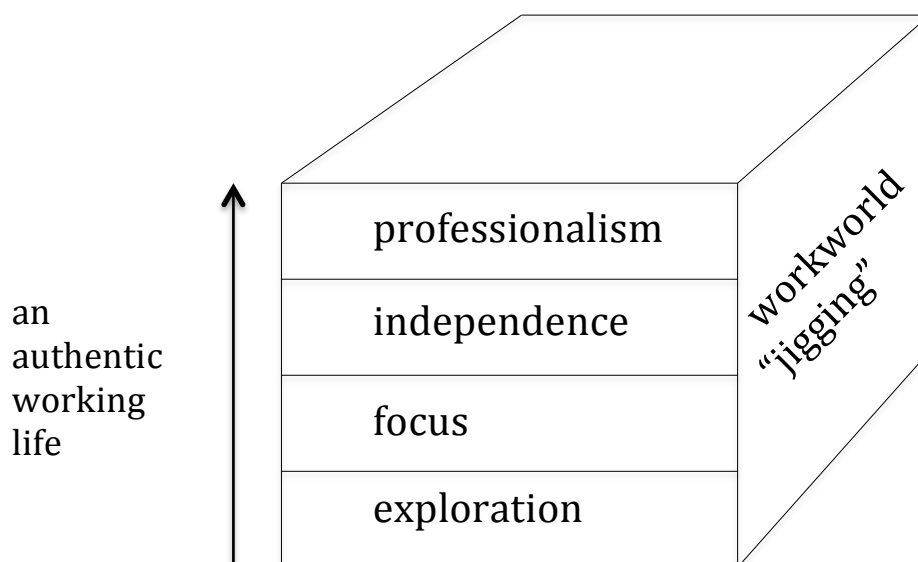 professionalism
independence
focus
exploration
an
authentic
working
life
workworld
“jigging”